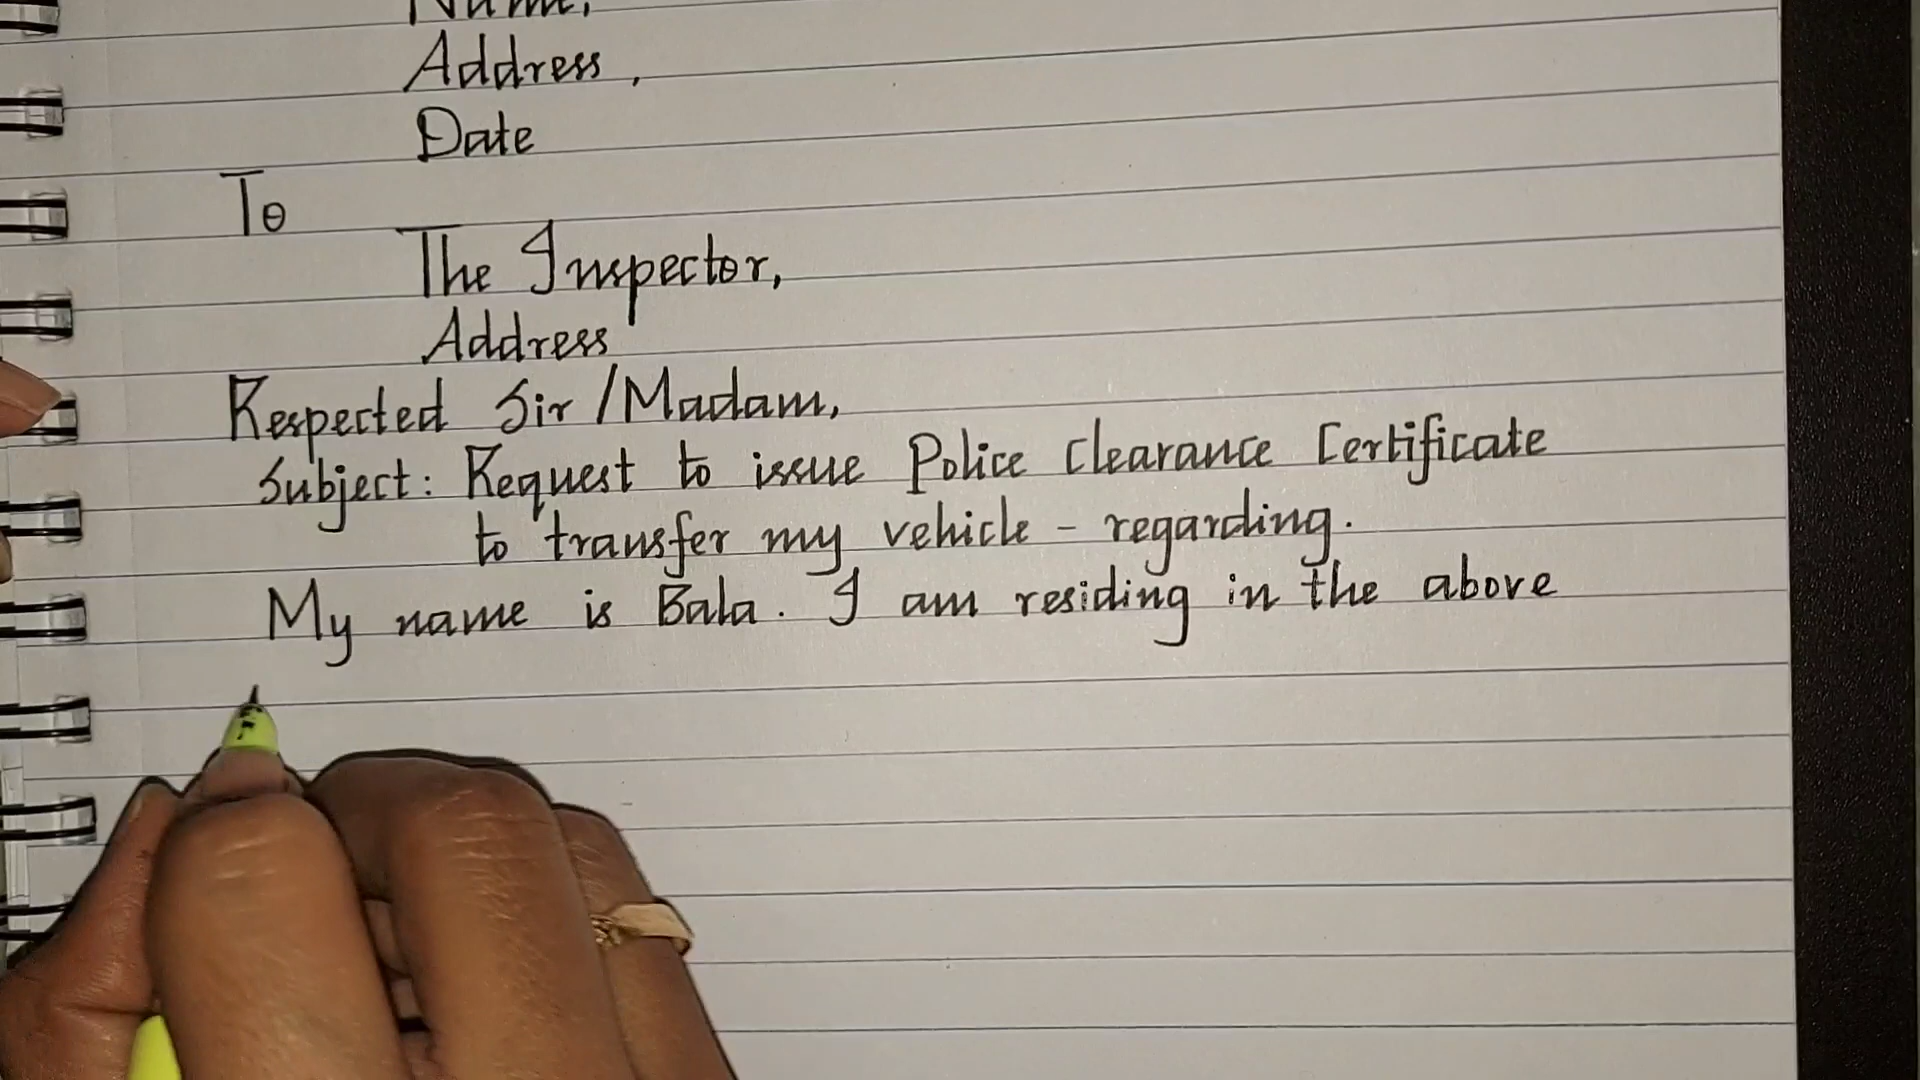 Name,
Address,
Date
To
The Inspector,
Address
Respected Sir/Madam,
Subject: Request to issue Police Clearance Certificate
to transfer my vehicle - regarding.
My name is Bala. I am residing in the above